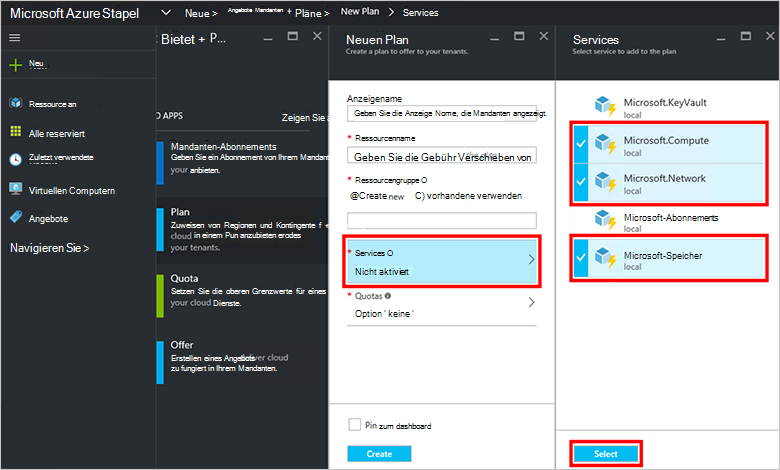 Microsoft Azure Stapel
Neue >
Angebote Mandanten + Pläne >
New Plan
Services
Neu
Ressource an
Alle reserviert
Zuletzt verwendete
Virtuellen Computern
Angebote
Navigieren Sie >
Bietet + P...
D APPS
Zeigen Sie a
Mandanten-Abonnements
Geben Sie ein Abonnement von Ihrem Mandant
your anbieten.
Plan
Zuweisen von Regionen und Kontingente f e
cloud in einem Pun anzubieten erodes
your tenants.
Quota
Setzen Sie die oberen Grenzwerte für eines
your cloud Dienste.
Offer
Erstellen eines Angebots ver cloud
zu fungiert in Ihrem Mandanten.
Neuen Plan
Create a plan to offer to your tenants.
Anzeigename
Geben Sie die Anzeige Nome, die Mandanten angezeigt.
* Ressourcenname
Geben Sie die Gebühr Verschieben von
* Ressourcengruppe O
@Create new C) vorhandene verwenden
* Services O
Nicht aktiviert
* Quotas
Option ' keine '
Pin zum dashboard
Create
Services
Select service to add to the plan
Microsoft.KeyVault
local
Microsoft.Compute
local
Microsoft.Network
local
Microsoft-Abonnements
local
Microsoft-Speicher
local
Select